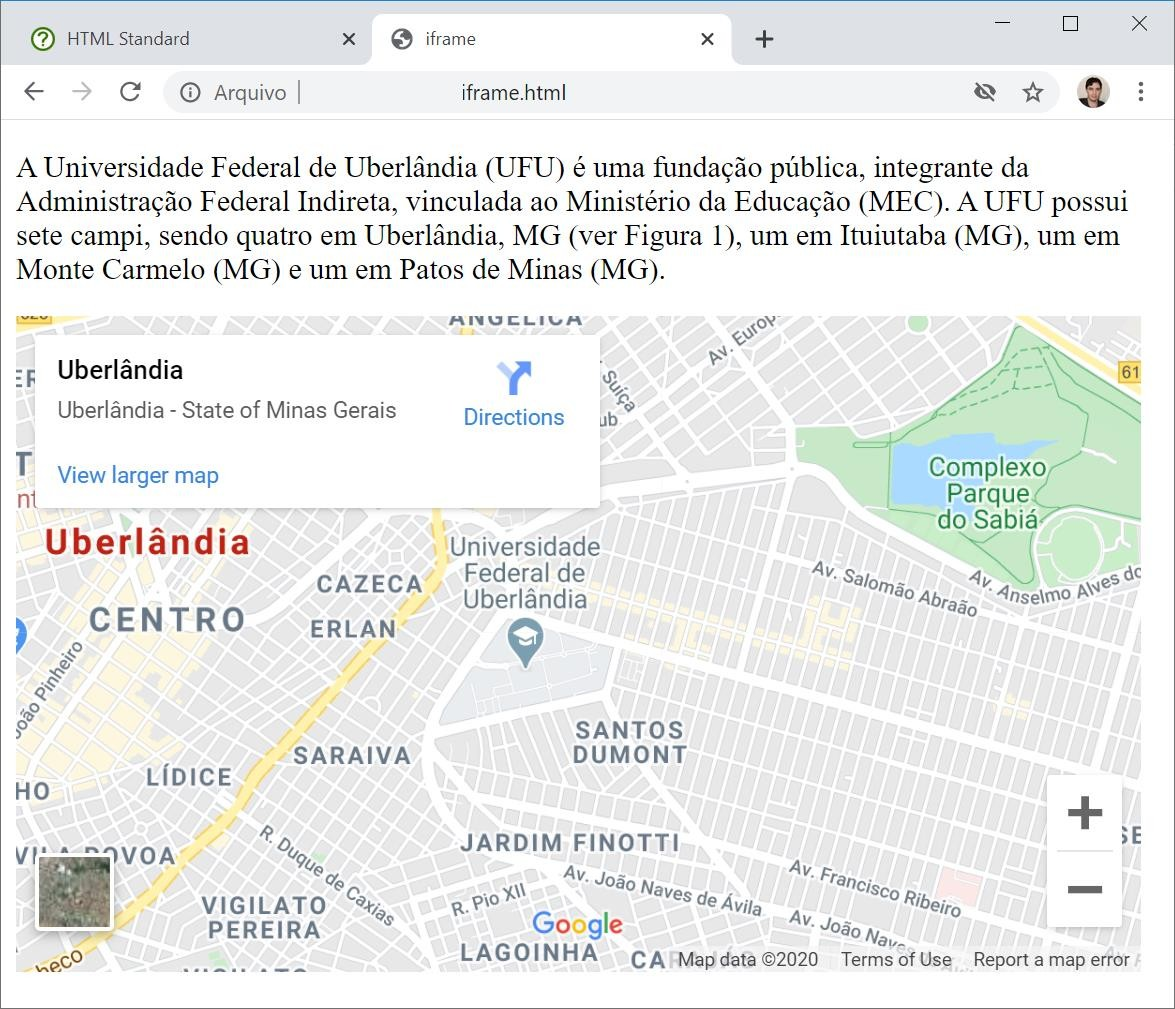 HTML Standard
iframe
Arquivo
iframe.html
A Universidade Federal de Uberlândia (UFU) é uma fundação pública, integrante da
Administração Federal Indireta, vinculada ao Ministério da Educação (MEC). A UFU possui
sete campi, sendo quatro em Uberlândia, MG (ver Figura 1), um em Ituiutaba (MG), um em
Monte Carmelo (MG) e um em Patos de Minas (MG).
ANGÉLICA
Av. Europ
Uberlândia
Uberlândia - State of Minas Gerais
Directions
View larger map
Suíça
61
Complexo
Parque
do Sabiá
Uberlândia
Universidade
Federal de
Uberlândia
CAZECA
CENTRO
ERLAN
Av. Salomão Abraão
Av. Anselmo Alves do
João Pinheiro
SANTOS
DUMONT
SARAIVA
LÍDICE
HO
JARDIM FINOTTI
R. Duque de Caxias
R. Pio XII
Av. João Naves de Ávila
Av. Francisco Ribeiro
VIGILATO
PEREIRA
Google
Av. João Nav
LAGOINHA
Map data ©2020
Terms of Use
Report a map error